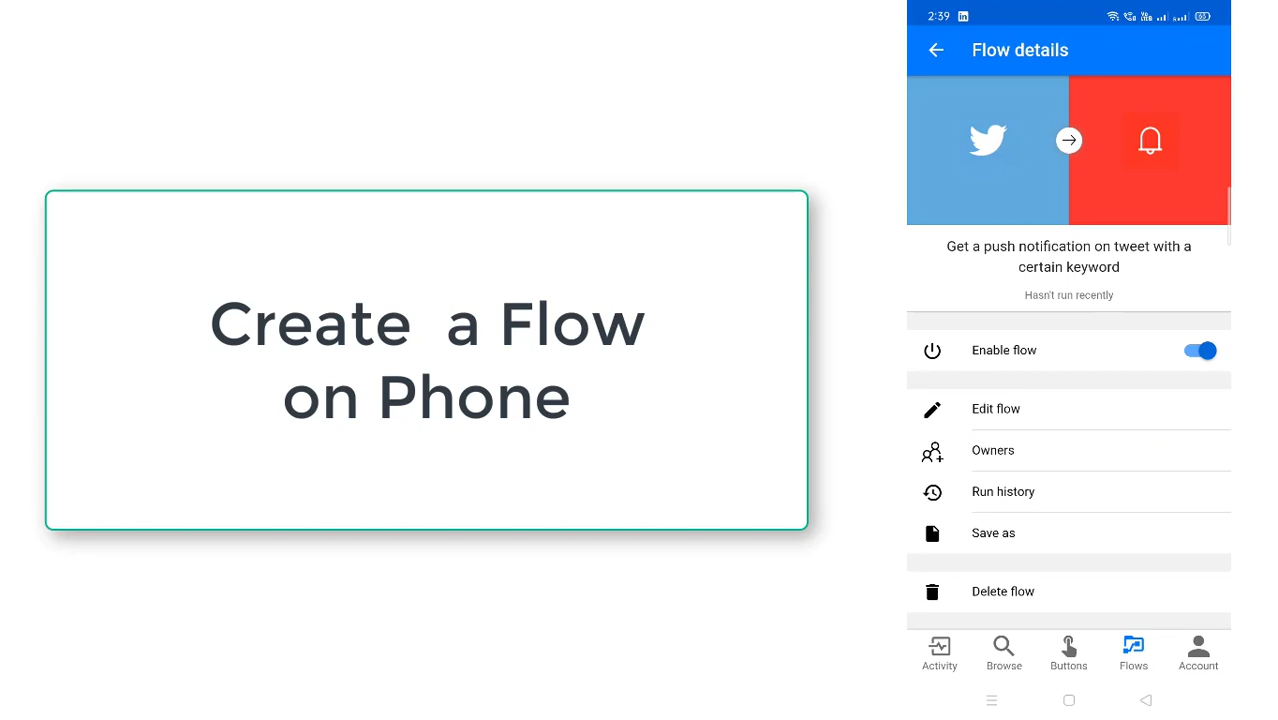 Create a Flow
on Phone
2:39
Flow details
Get a push notification on tweet with a
certain keyword
Hasn't run recently
Enable flow
Edit flow
Owners
Run history
Save as
Delete flow
Activity Browse Buttons Flows Account